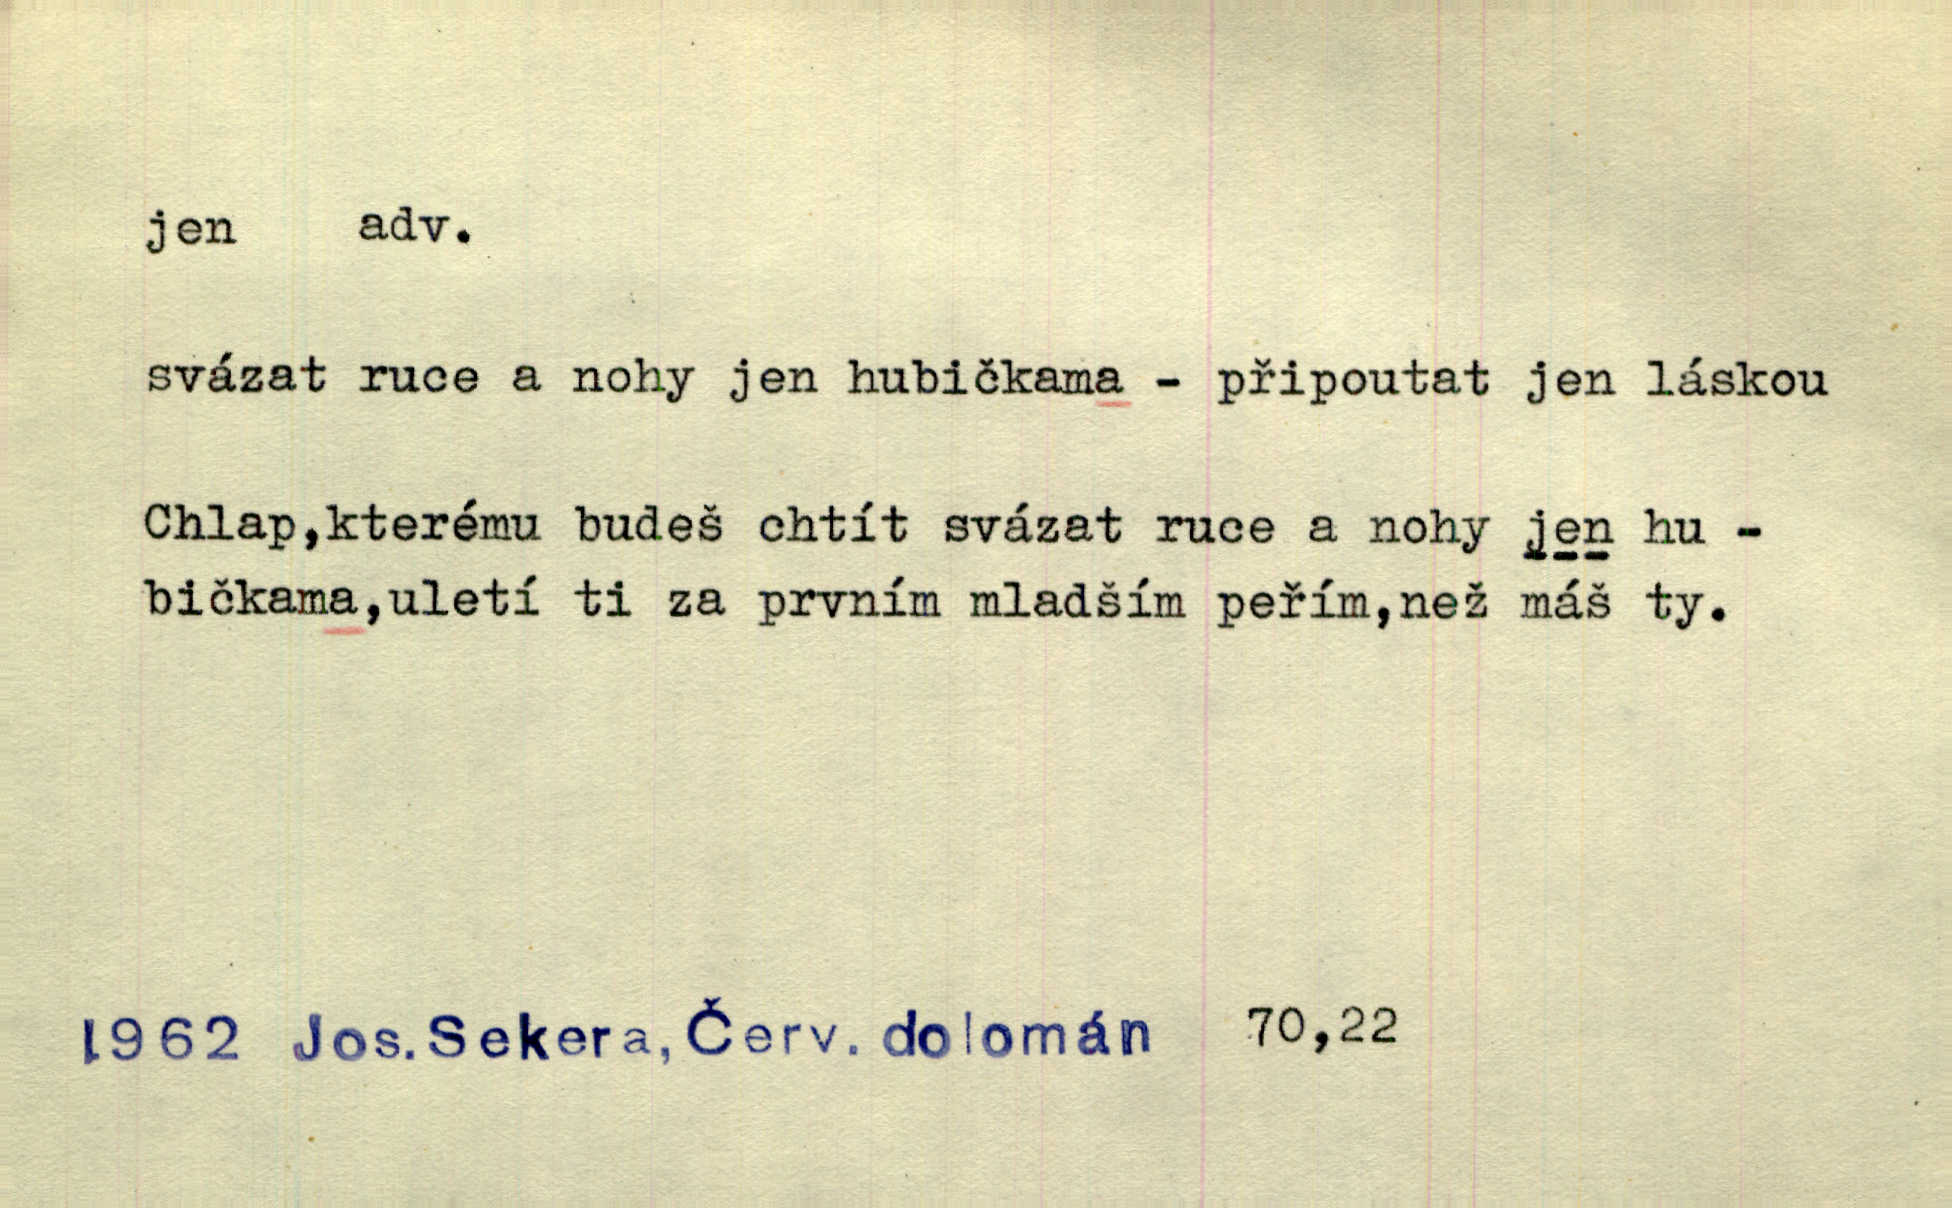 jen adv.
svázat ruce a nohy jen hubičkama - připoutat jen láskou
Chlap,kterému budeš chtít svázat ruce a nohy jen hu -
bičkama,uletí ti za prvním mladším peřím,než máš ty.
1962 Jos.Sekera,Červ. dolomán 70,22